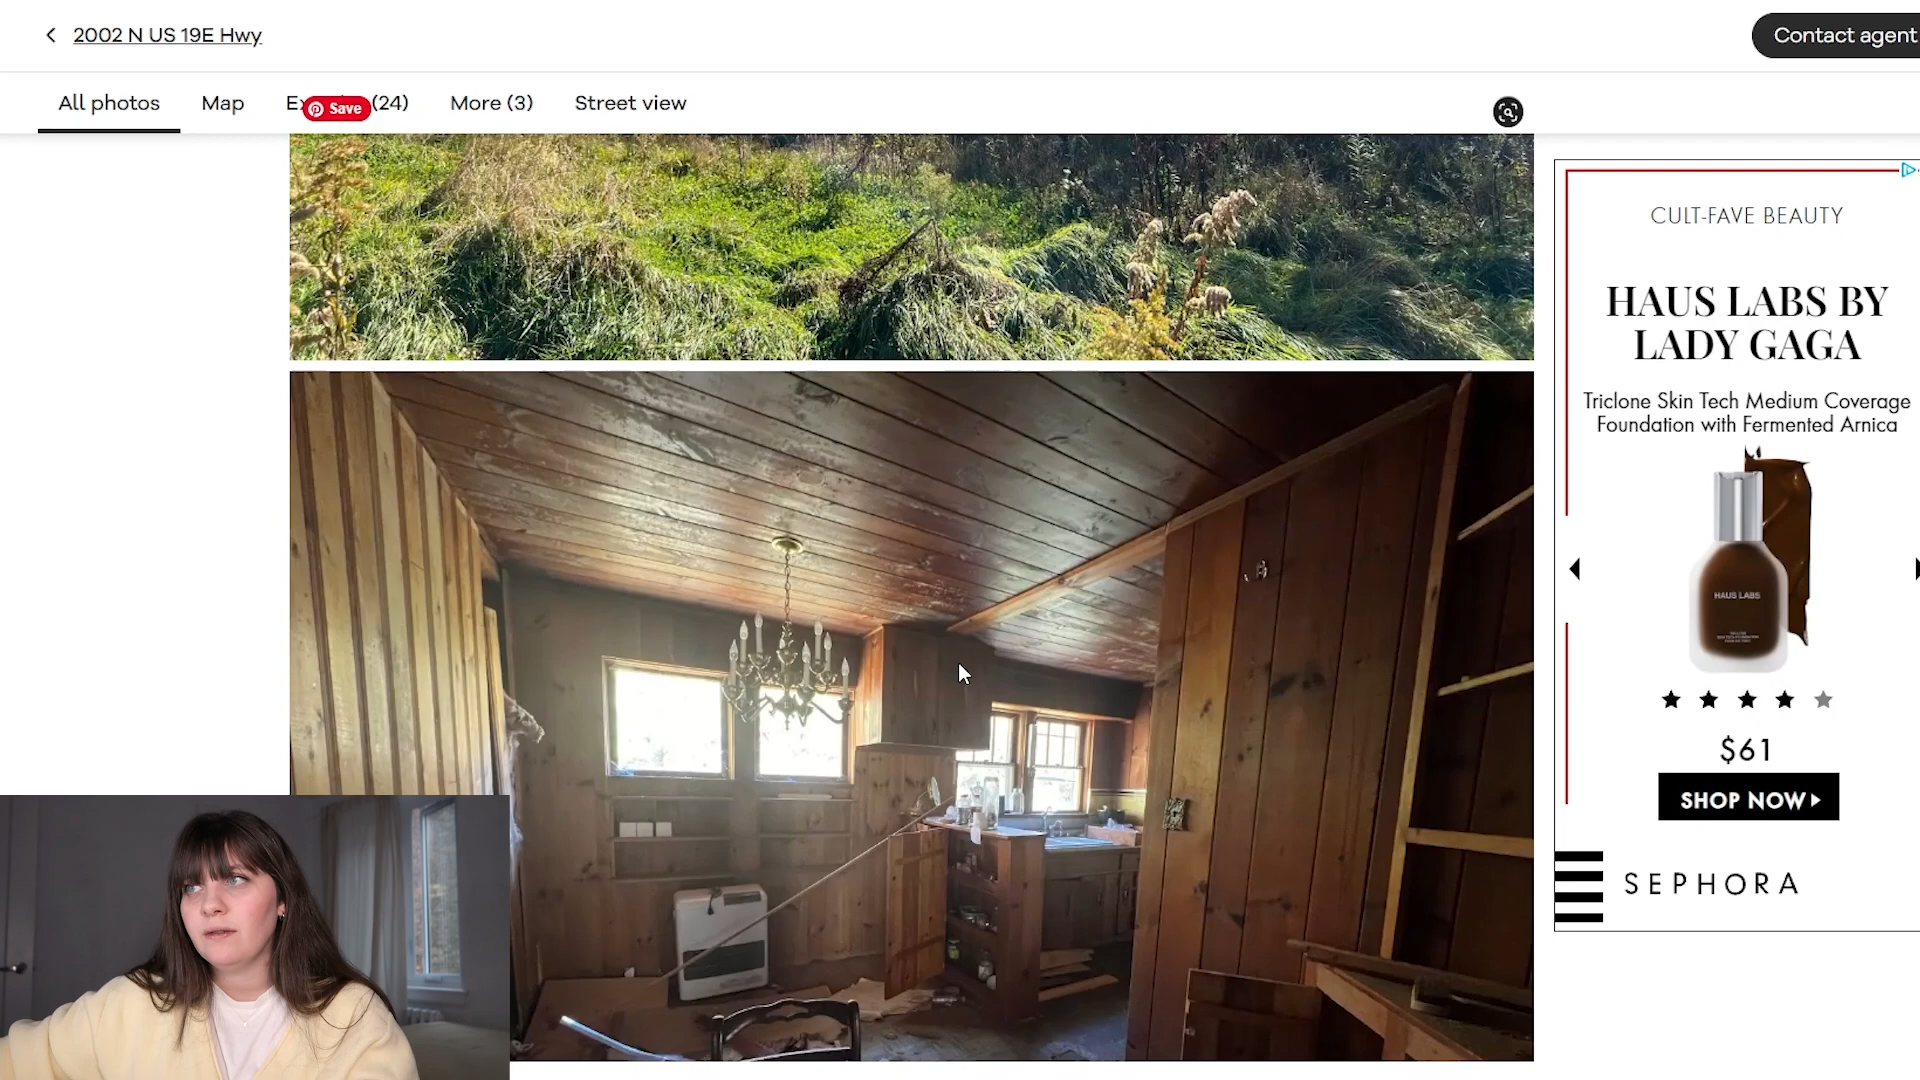 2002 N US 19E Hwy
Contact agent
All photos
Map
(24)
More (3)
Street view
Save
CULT-FAVE BEAUTY
HAUS LABS BY
LADY GAGA
Triclone Skin Tech Medium Coverage
Foundation with Fermented Arnica
HAUS LABS
$61
SHOP NOW
SEPHORA